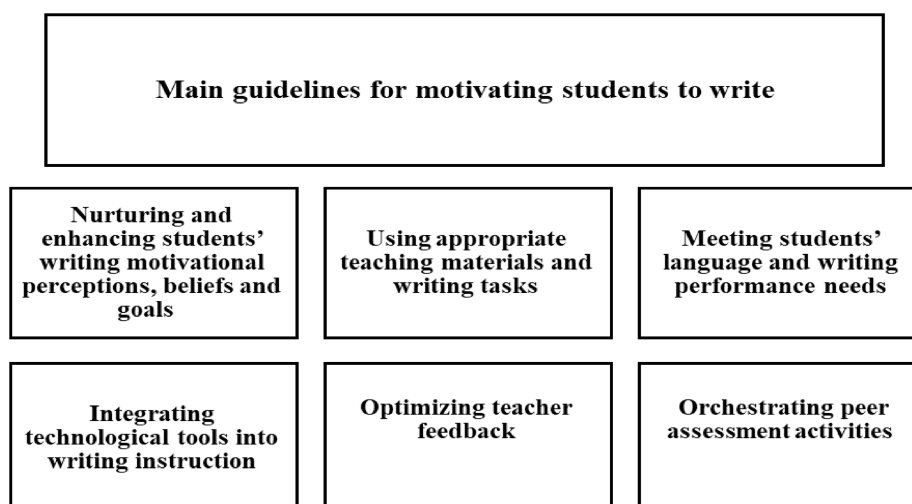 Main guidelines for motivating students to write
Nurturing and
enhancing students’
writing motivational
perceptions, beliefs and
goals
Using appropriate
teaching materials and
writing tasks
Meeting students’
language and writing
performance needs
Integrating
technological tools into
writing instruction
Optimizing teacher
feedback
Orchestrating peer
assessment activities